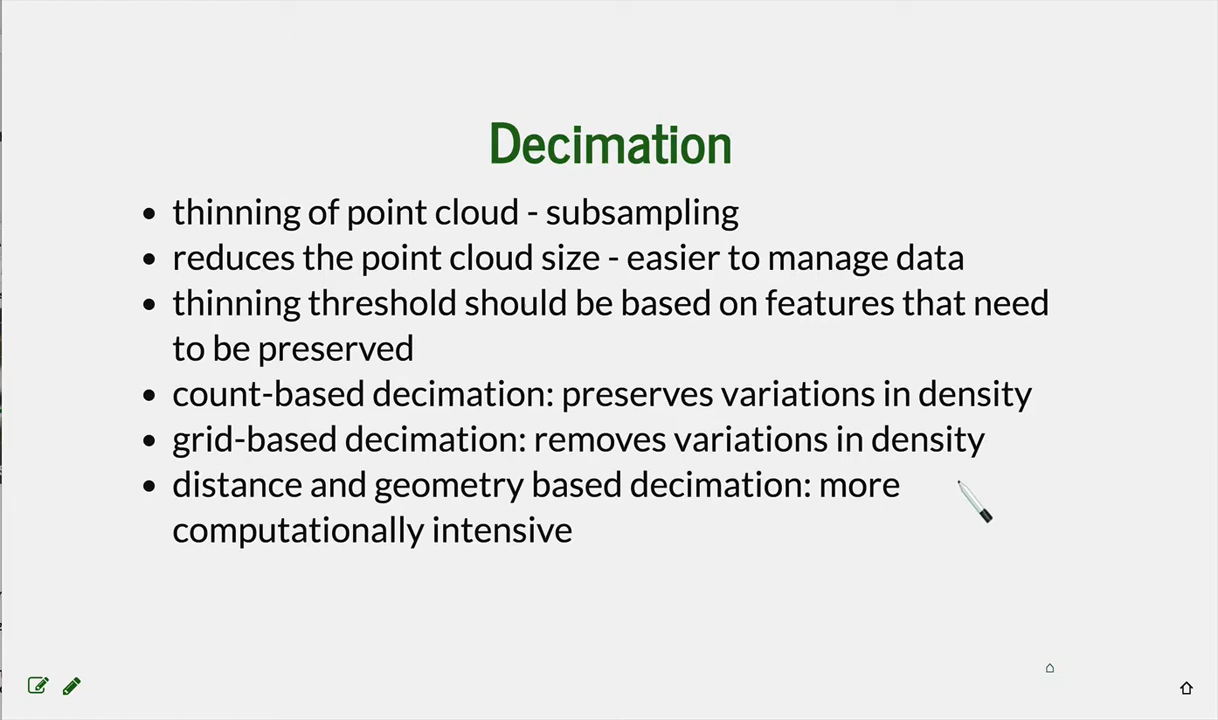 Decimation
• thinning of point cloud - subsampling
• reduces the point cloud size - easier to manage data
• thinning threshold should be based on features that need
to be preserved
• count-based decimation: preserves variations in density
• grid-based decimation: removes variations in density
• distance and geometry based decimation: more
computationally intensive